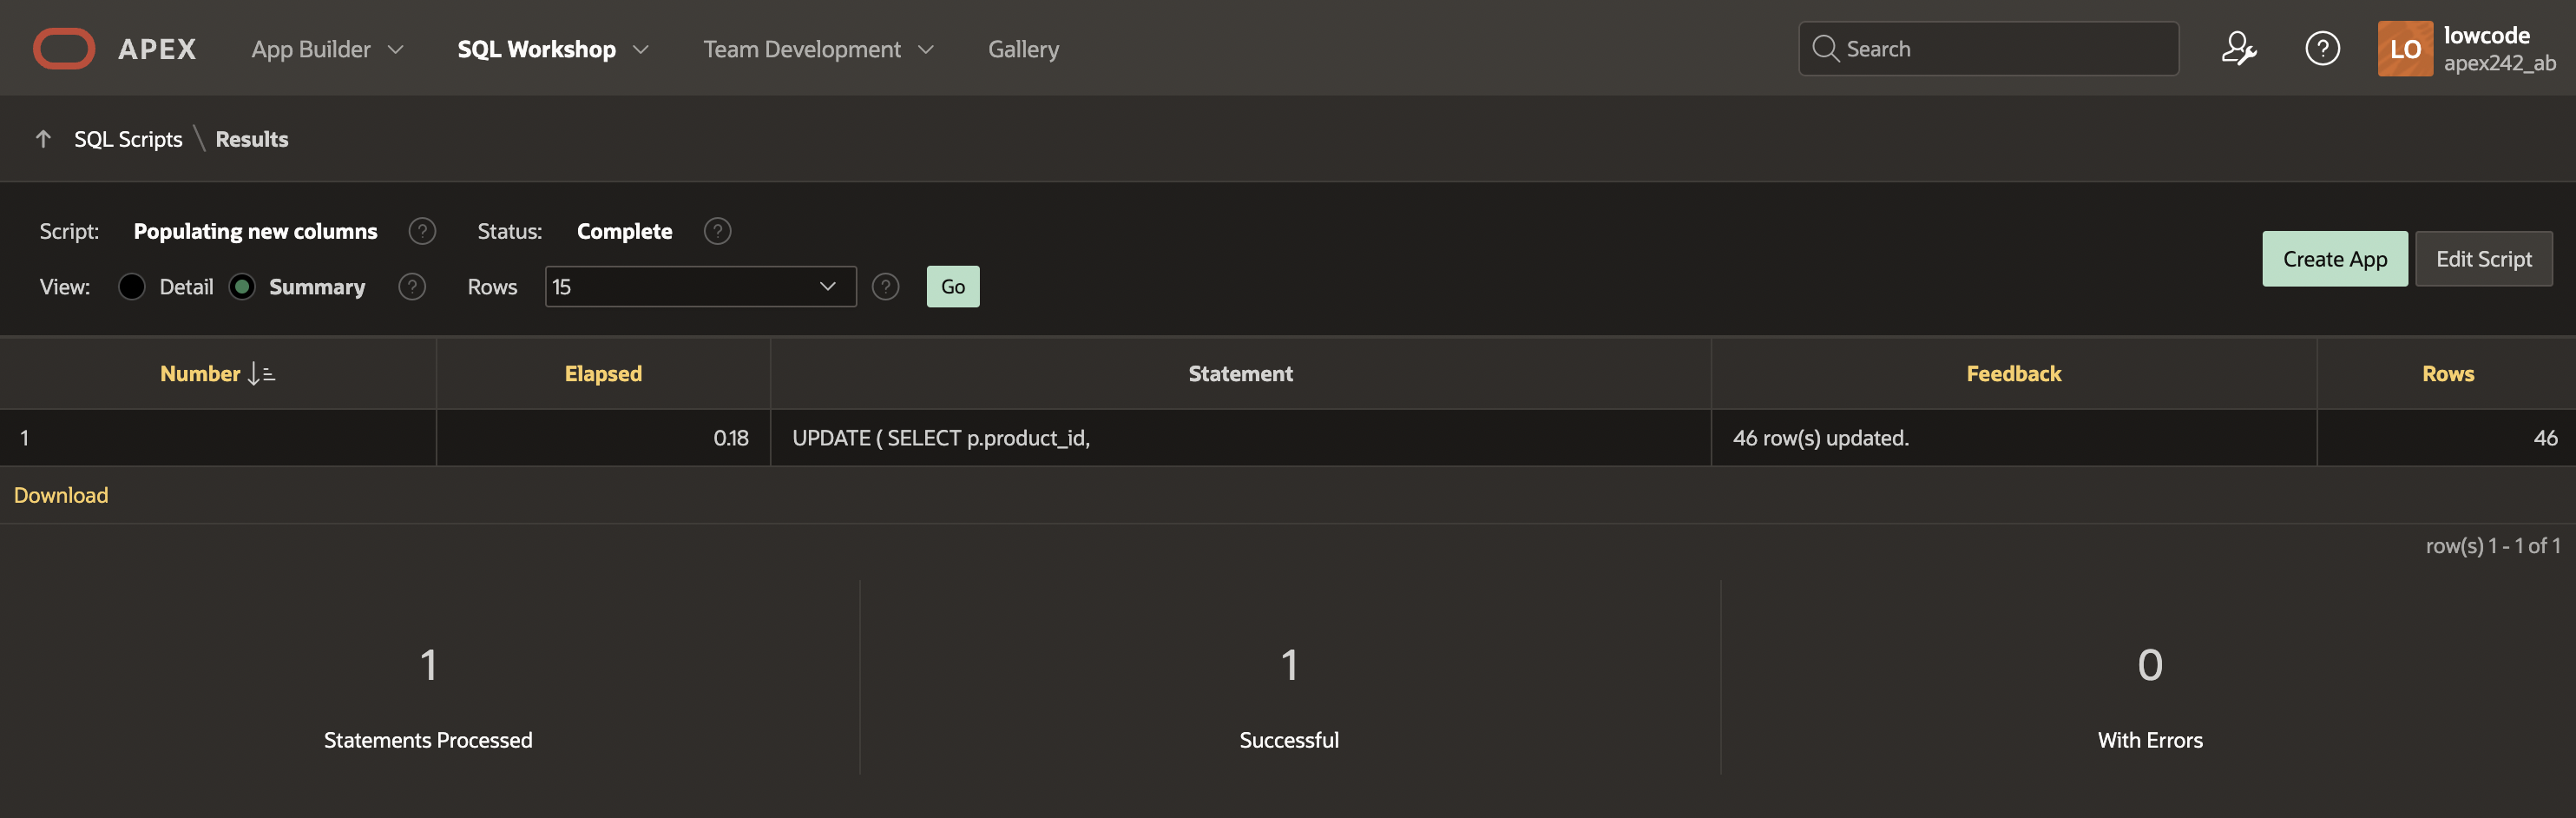 APEX App Builder SQL Workshop Team Development Gallery Search ? LO lowcode
apex242_ab
SQL Scripts \ Results
Script: Populating new columns ? Status: Complete ?
View: Detail Summary ? Rows 15 ? Go
Create App Edit Script
Number Elapsed Statement Feedback Rows
1 0.18 UPDATE ( SELECT p.product_id, 46 row(s) updated. 46
Download
row(s) 1 - 1 of 1
1 1 0
Statements Processed Successful With Errors